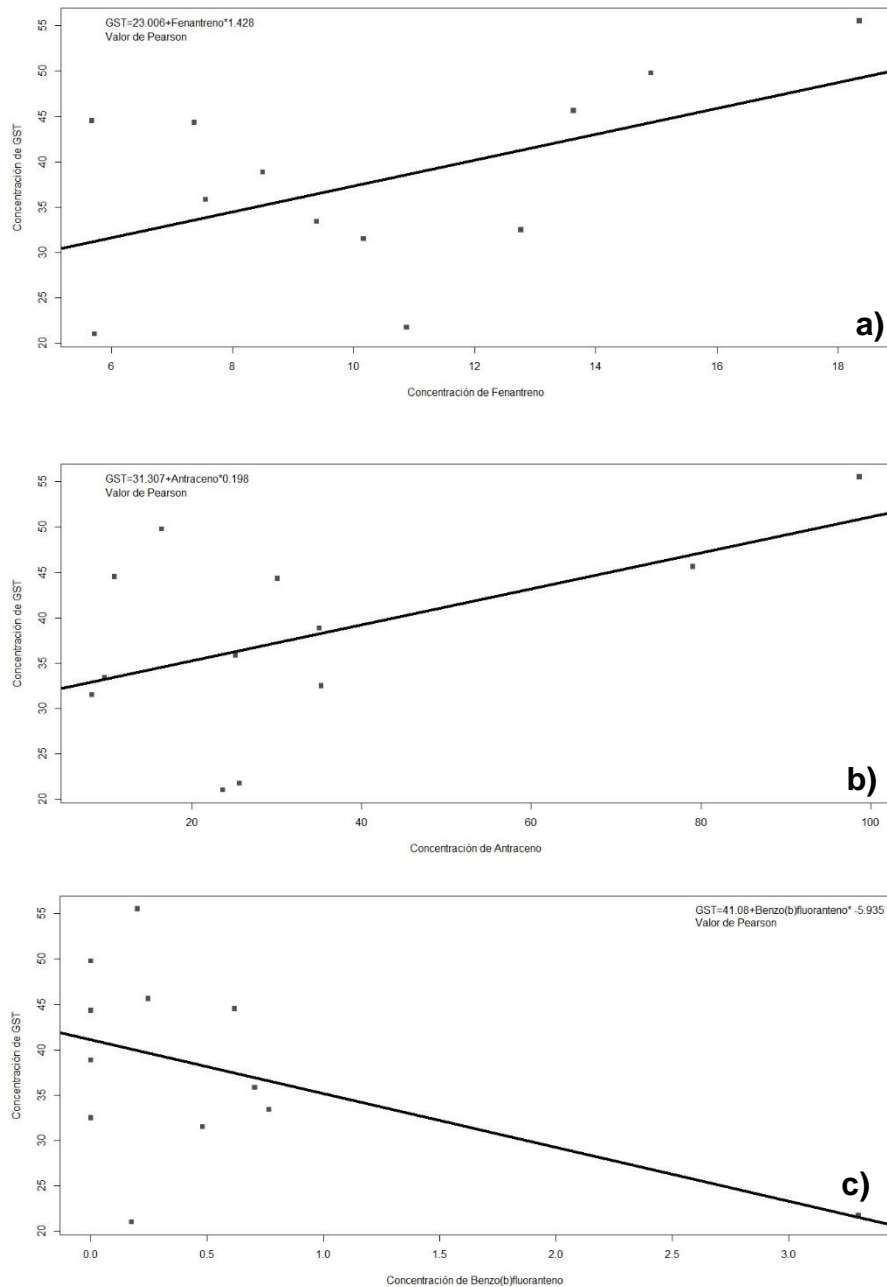 GST=23.006+Fenantreno*1.428
Valor de Pearson
55
50
45
40
35
30
25
20
Concentración de GST
a)
6 8 10 12 14 16 18
Concentración de Fenantreno
GST=31.307+Antraceno*0.198
Valor de Pearson
55
50
45
40
35
30
25
20
Concentración de GST
b)
20 40 60 80 100
Concentración de Antraceno
GST=41.08+Benzo(b)fluoranteno* -5.935
Valor de Pearson
55
50
45
40
35
30
25
20
Concentración de GST
c)
0.0 0.5 1.0 1.5 2.0 2.5 3.0
Concentración de Benzo(b)fluoranteno